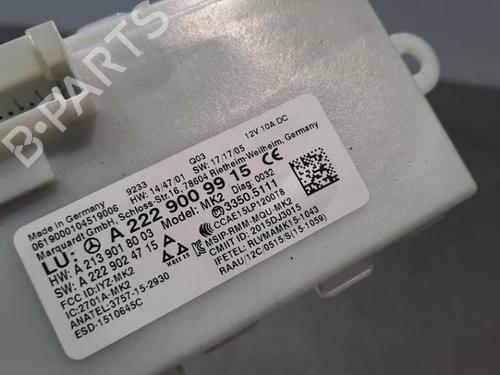 B-PARTS
Made in Germany 9233 Q03
0619000104519006 HW: 14/47/01 SW: 17/17/05 12V 10A DC
Marquardt GmbH, Schloss Str.16, 78604 Rietheim-Weilheim, Germany
LU: A 222 900 99 15 CE
HW: A 213 901 80 03 Model: MK2 Diag 0032
SW: A 222 902 47 15 3350.5111
FCC ID:IYZ-MK2 CCAE15LP1200T8
IC:2701A-MK2 R61.15 MSIP-RMM-MQU-MK2
ANATEL:3757-15-2930 CMIIT ID: 2015DJ3015
ESD-1510645C IFETEL: RLVMAMK15-1043
RAAU/12C/0515/S(15-1059)